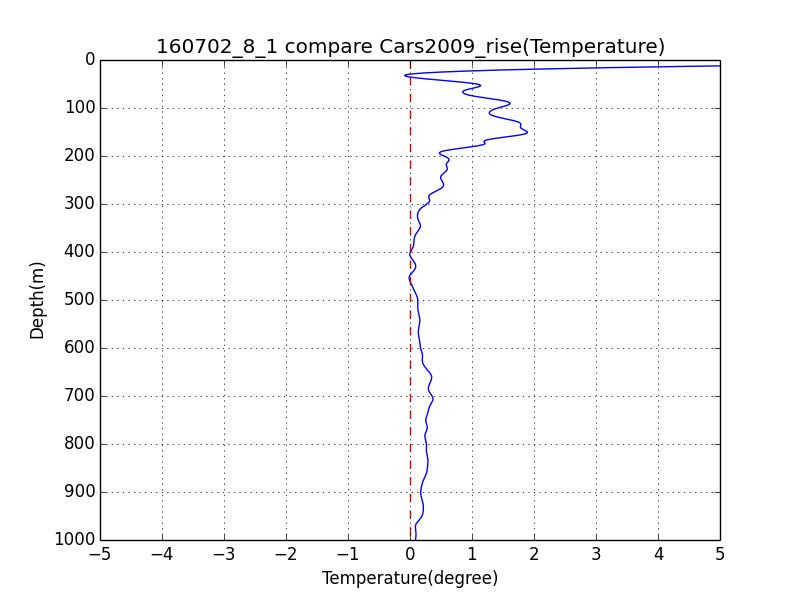 160702_8_1 compare Cars2009_rise(Temperature)
0
100
200
300
400
500
600
700
800
900
1000
Depth(m)
−5 −4 −3 −2 −1 0 1 2 3 4 5
Temperature(degree)